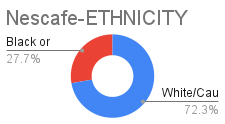 Nescafe-ETHNICITY
Black or
27.7%
White/Cau
72.3%